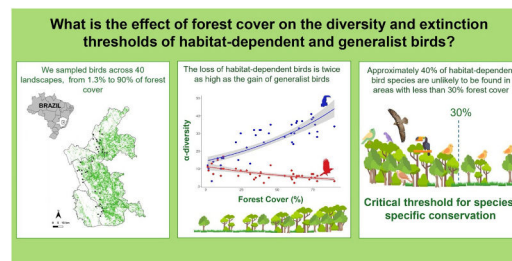 What is the effect of forest cover on the diversity and extinction
thresholds of habitat-dependent and generalist birds?
We sampled birds across 40
landscapes, from 1.3% to 90% of forest
cover
BRAZIL
The loss of habitat-dependent birds is twice
as high as the gain of generalist birds
α-diversity
Forest Cover (%)
Approximately 40% of habitat-dependent
bird species are unlikely to be found in
areas with less than 30% forest cover
30%
Critical threshold for species-
specific conservation